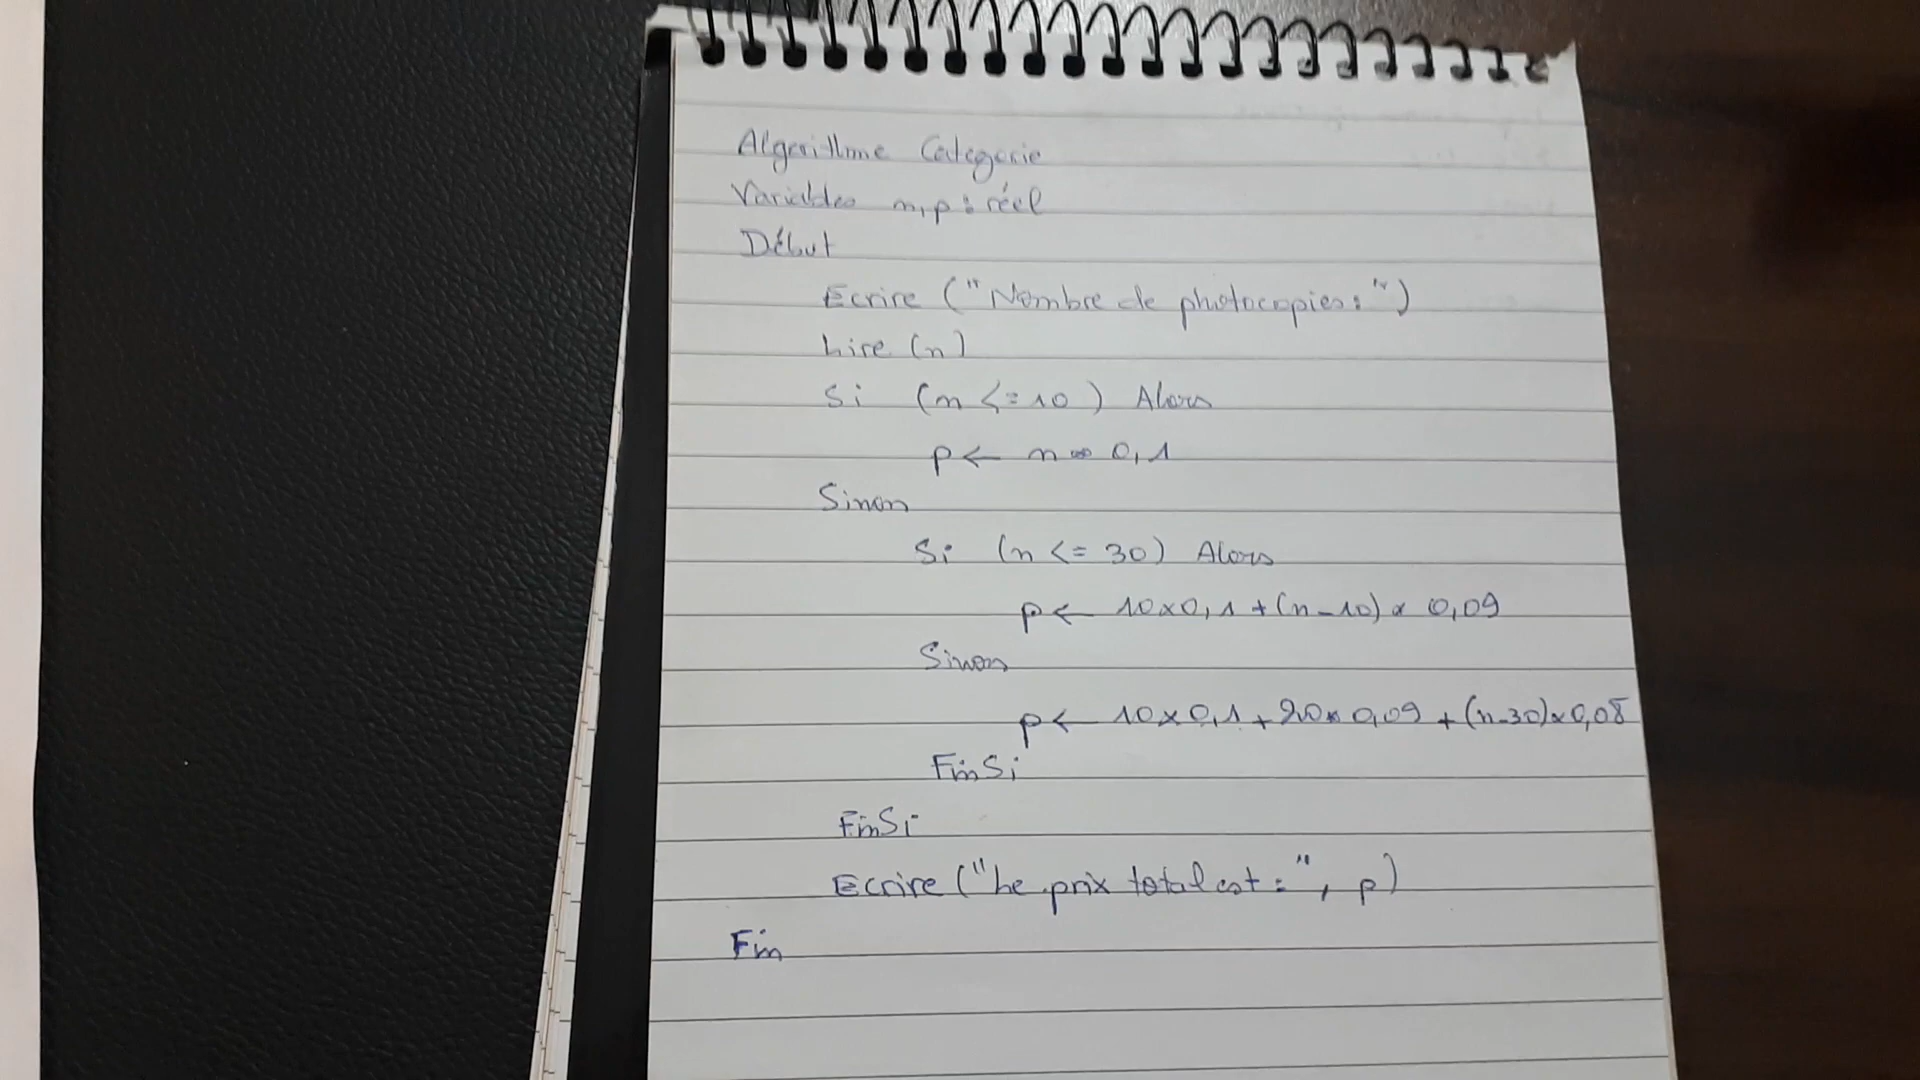 Algorithme Categorie
Variables n, p : réel
Début
Ecrire ("Nombre de photocopies : ")
Lire (n)
Si (n <= 10) Alors
p ← n * 0,1
Sinon
Si (n <= 30) Alors
p ← 10 x 0,1 + (n - 10) x 0,09
Sinon
p ← 10 x 0,1 + 20 x 0,09 + (n-30) x 0,08
FinSi
FinSi
Ecrire ("Le prix total est : ", p)
Fin